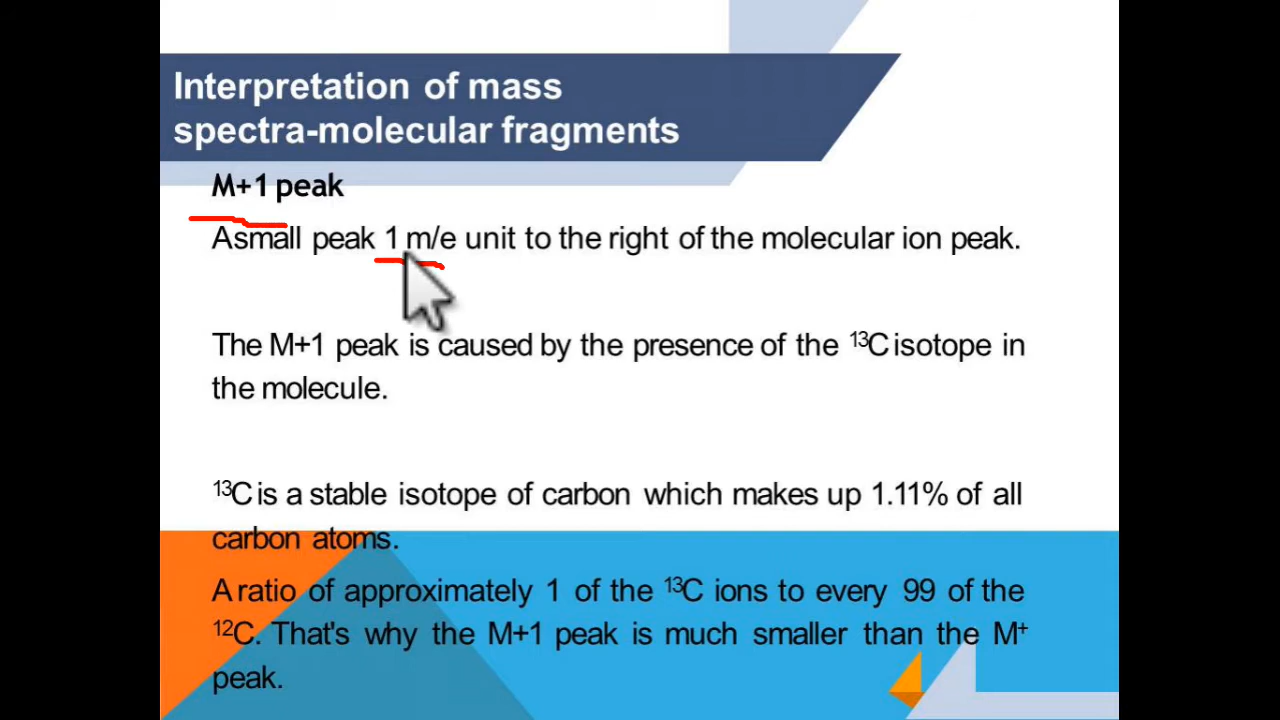 Interpretation of mass
spectra-molecular fragments
M+1 peak
Asmall peak 1 m/e unit to the right of the molecular ion peak.
The M+1 peak is caused by the presence of the ¹³C isotope in
the molecule.
¹³C is a stable isotope of carbon which makes up 1.11% of all
carbon atoms.
A ratio of approximately 1 of the ¹³C ions to every 99 of the
¹²C. That's why the M+1 peak is much smaller than the M⁺
peak.